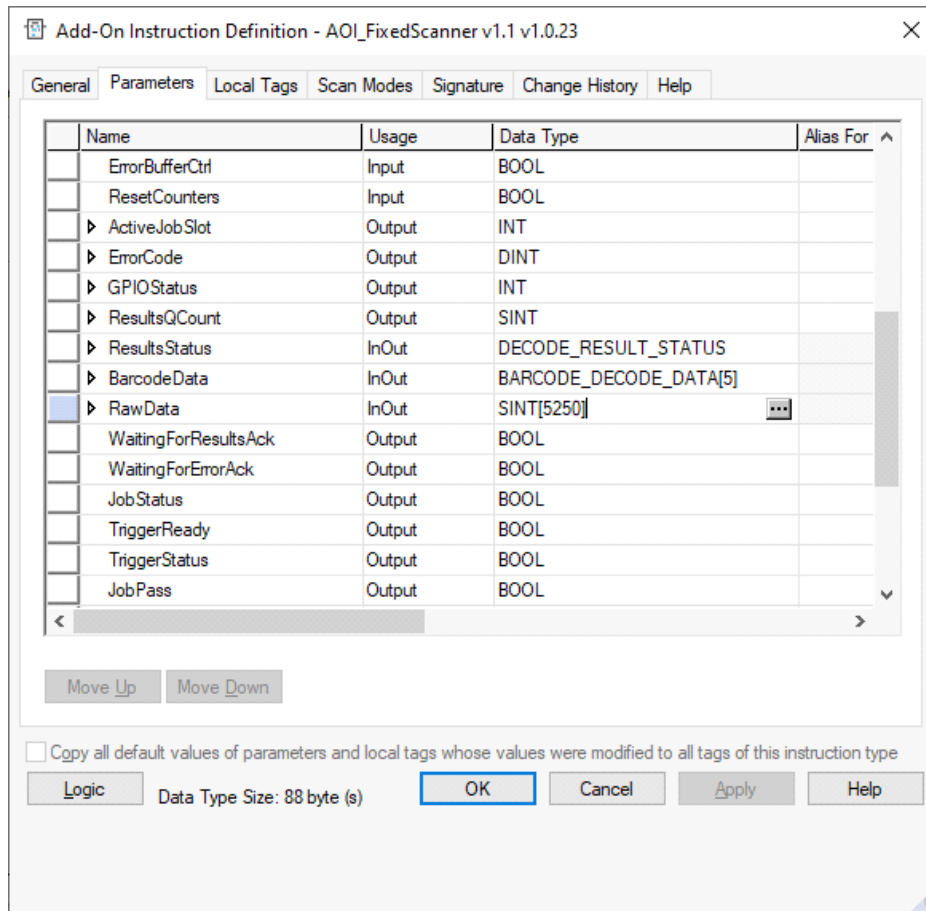 Add-On Instruction Definition - AOI_FixedScanner v1.1 v1.0.23
General Parameters Local Tags Scan Modes Signature Change History Help
Name Usage Data Type Alias For
ErrorBufferCtrl Input BOOL
ResetCounters Input BOOL
ActiveJobSlot Output INT
ErrorCode Output DINT
GPIOStatus Output INT
ResultsQCount Output SINT
ResultsStatus InOut DECODE_RESULT_STATUS
BarcodeData InOut BARCODE_DECODE_DATA[5]
RawData InOut SINT[5250] ...
WaitingForResultsAck Output BOOL
WaitingForErrorAck Output BOOL
JobStatus Output BOOL
TriggerReady Output BOOL
TriggerStatus Output BOOL
JobPass Output BOOL
Move Up Move Down
Copy all default values of parameters and local tags whose values were modified to all tags of this instruction type
Logic Data Type Size: 88 byte (s) OK Cancel Apply Help